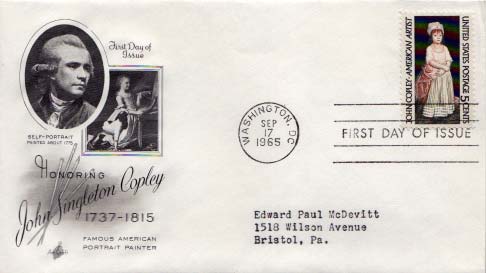 First Day of
Issue
SELF-PORTRAIT
PAINTED ABOUT 1775
HONORING
John Singleton Copley
1737-1815
FAMOUS AMERICAN
PORTRAIT PAINTER
WASHINGTON, DC
SEP
17
1965
JOHN COPLEY·AMERICAN ARTIST
UNITED STATES POSTAGE 5 CENTS
FIRST DAY OF ISSUE
Edward Paul McDevitt
1518 Wilson Avenue
Bristol, Pa.